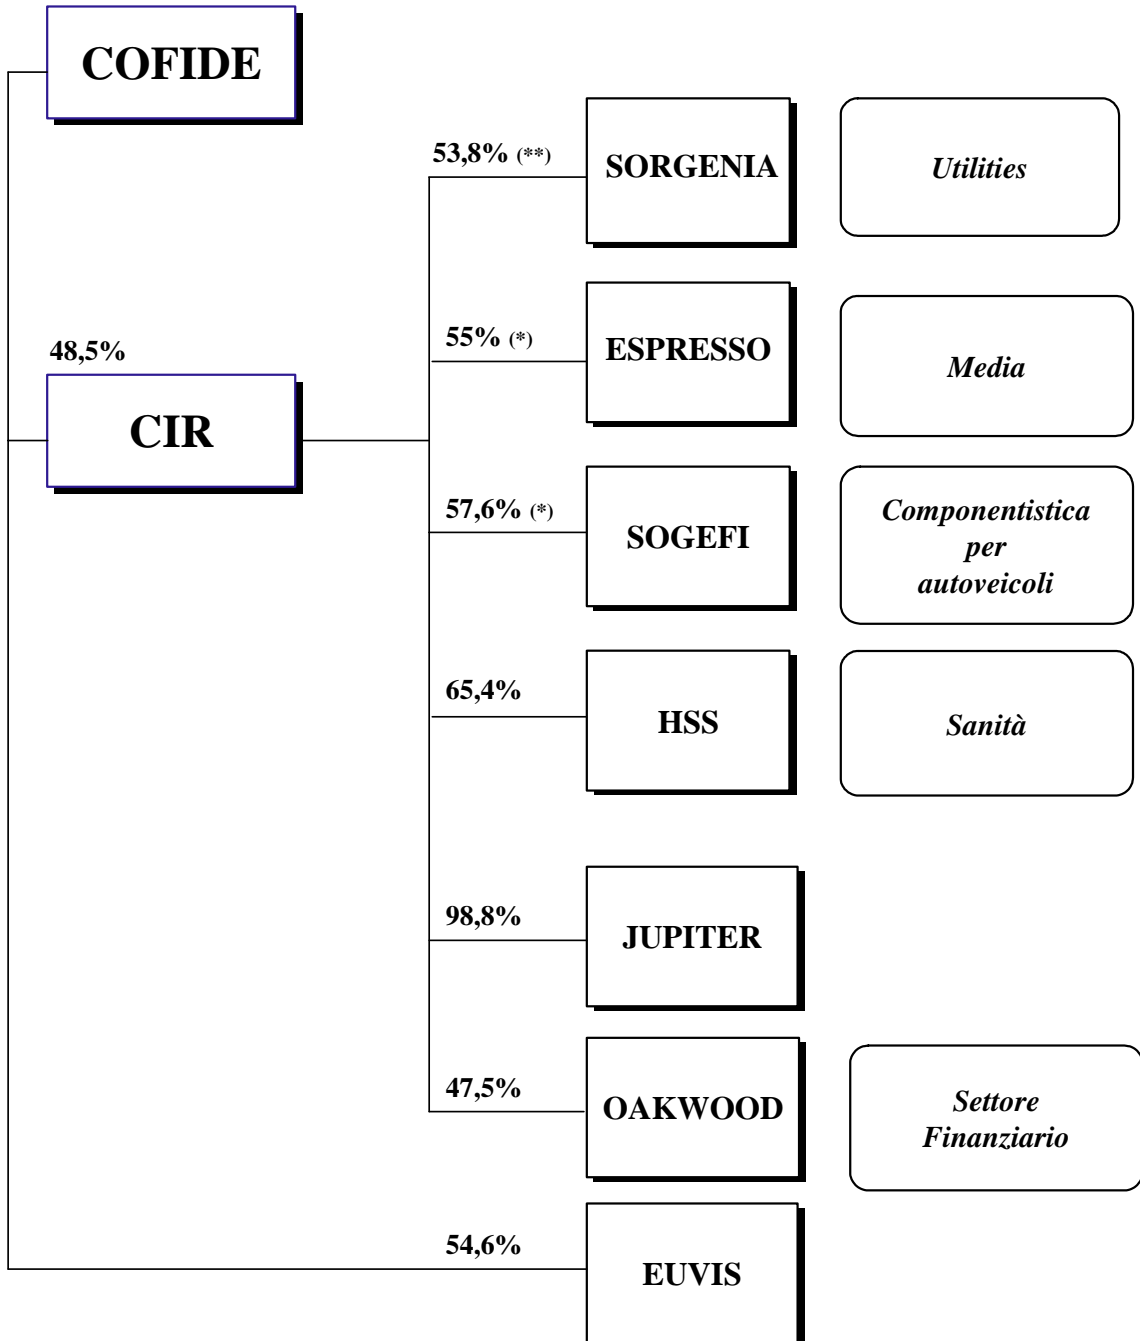 COFIDE
53,8% (**)
SORGENIA
Utilities
48,5%
CIR
55% (*)
ESPRESSO
Media
57,6% (*)
SOGEFI
Componentistica
per
autoveicoli
65,4%
HSS
Sanità
98,8%
JUPITER
47,5%
OAKWOOD
Settore
Finanziario
54,6%
EUVIS